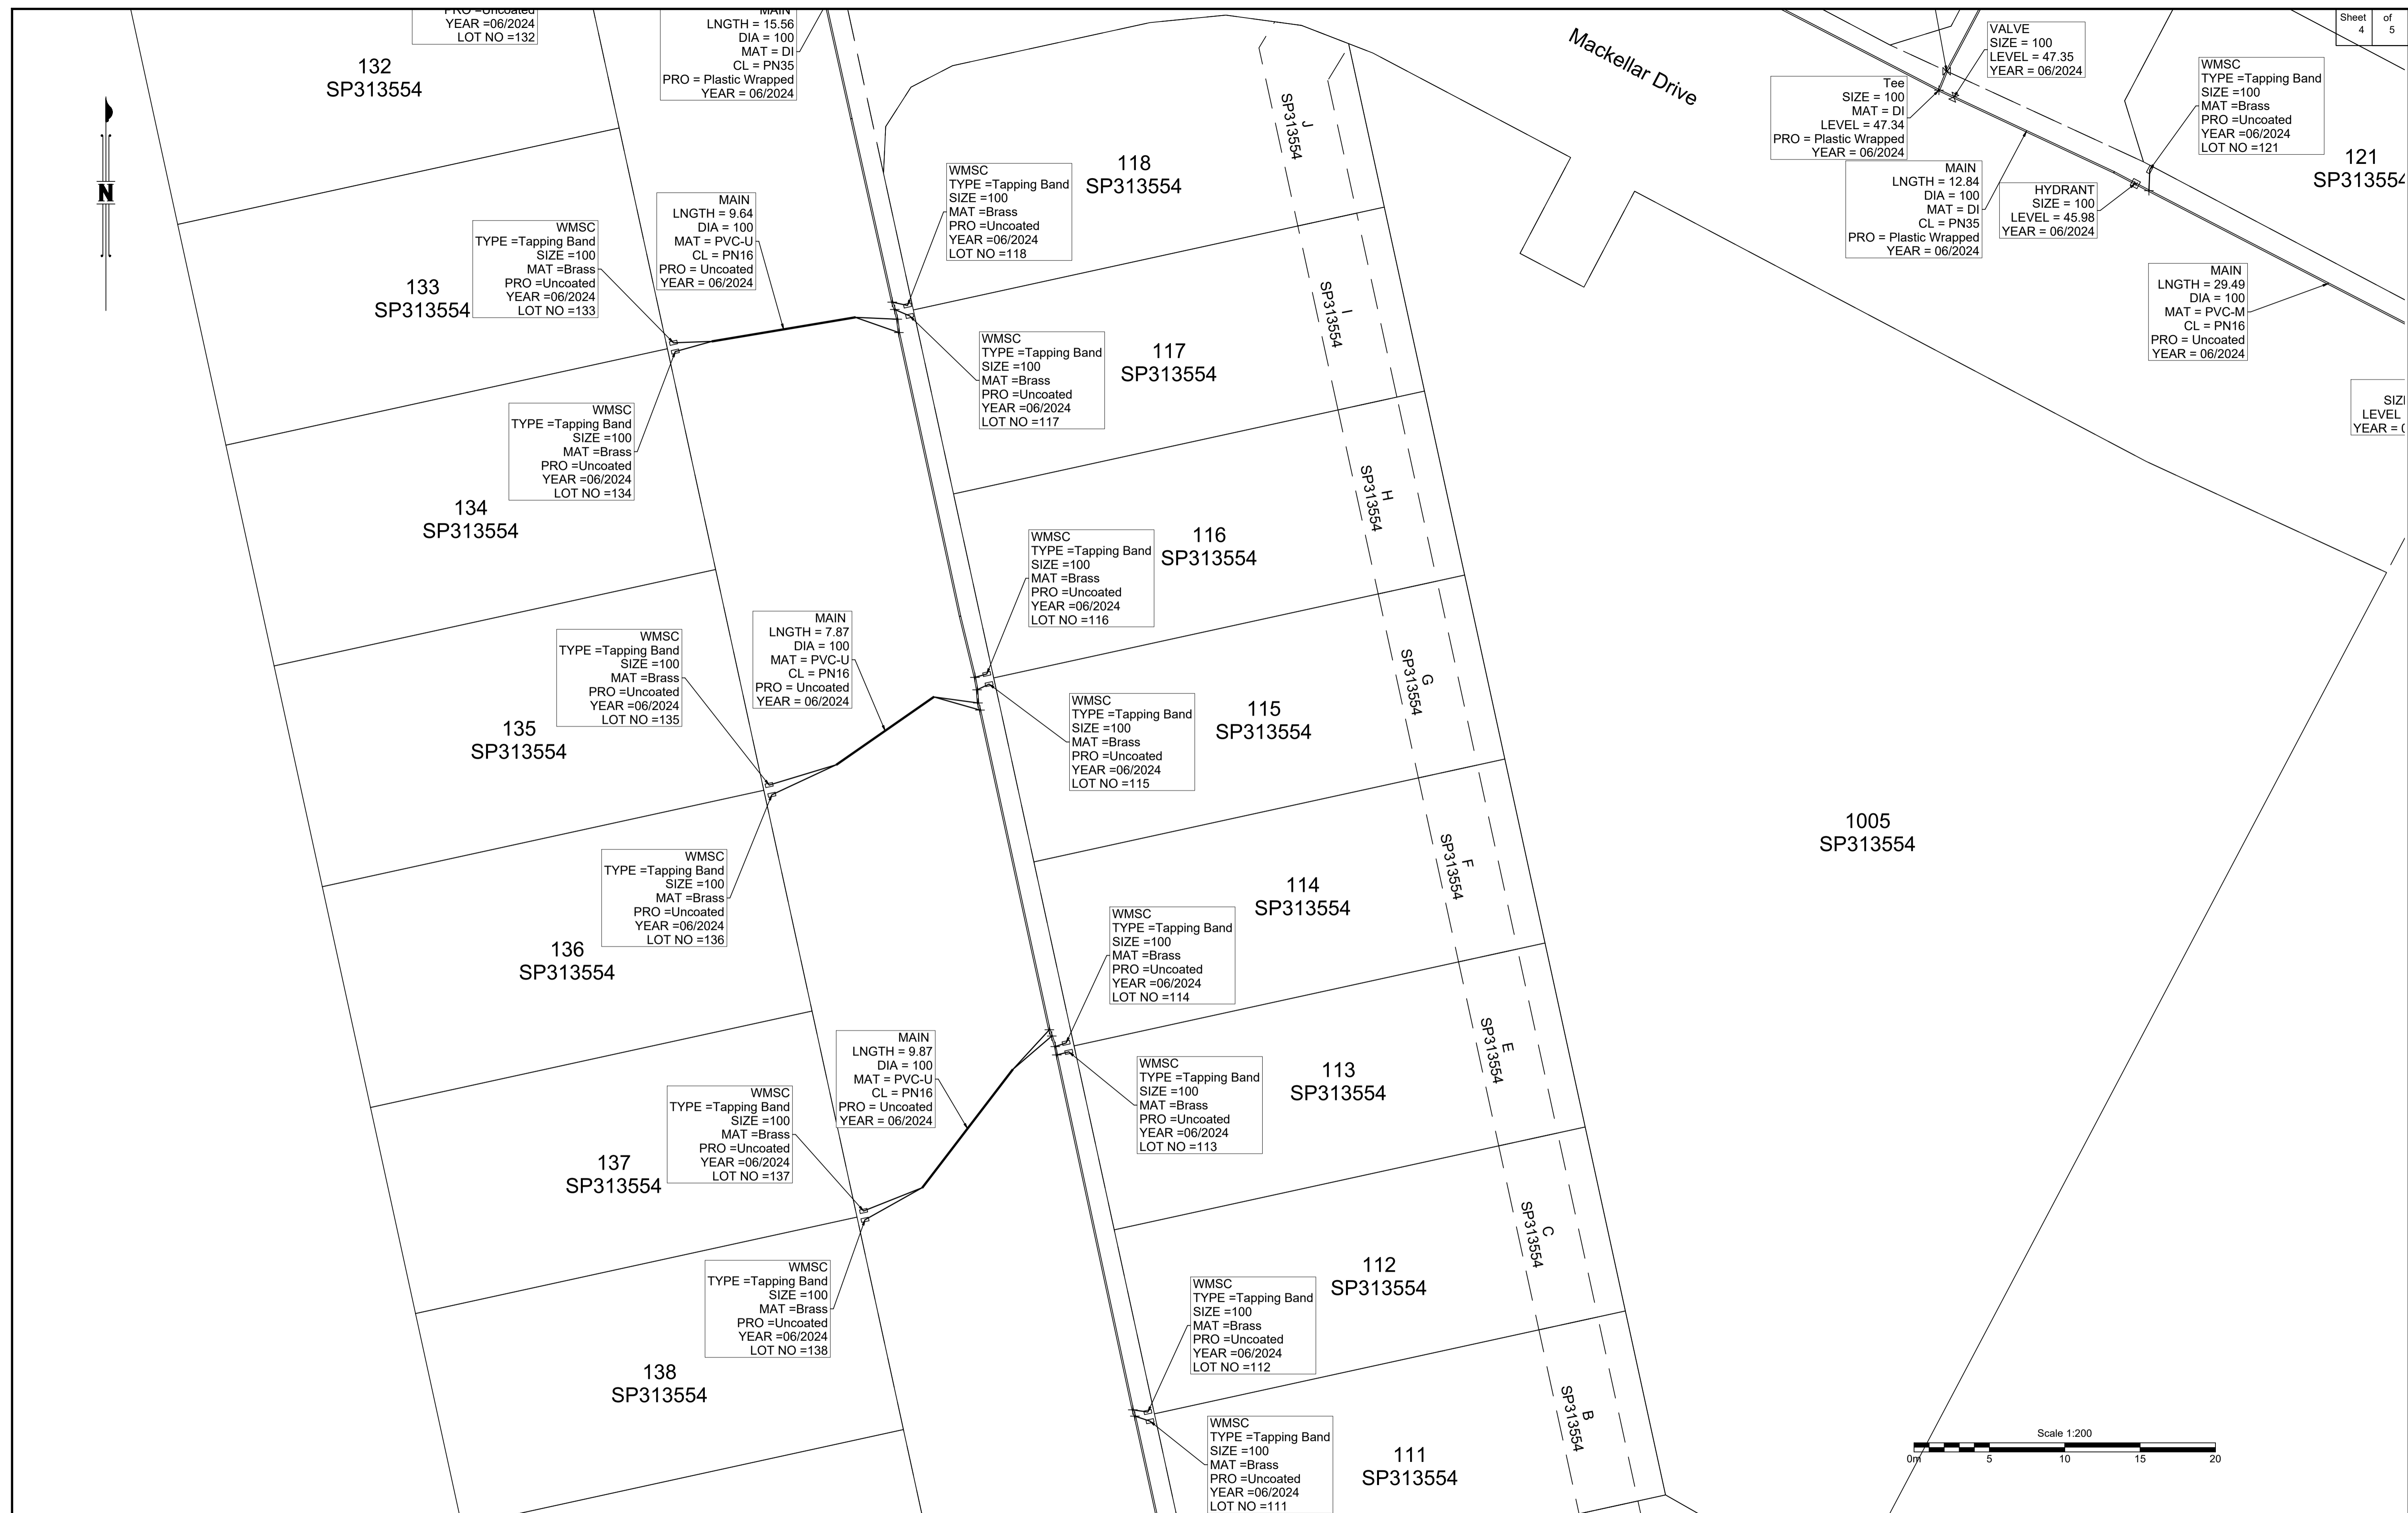 PRO =Uncoated
YEAR =06/2024
LOT NO =132
MAIN
LNGTH = 15.56
DIA = 100
MAT = DI
CL = PN35
PRO = Plastic Wrapped
YEAR = 06/2024
132
SP313554
N
Mackellar Drive
VALVE
SIZE = 100
LEVEL = 47.35
YEAR = 06/2024
Sheet of
4 5
Tee
SIZE = 100
MAT = DI
LEVEL = 47.34
PRO = Plastic Wrapped
YEAR = 06/2024
WMSC
TYPE =Tapping Band
SIZE =100
MAT =Brass
PRO =Uncoated
YEAR =06/2024
LOT NO =121
121
SP313554
MAIN
LNGTH = 12.84
DIA = 100
MAT = DI
CL = PN35
PRO = Plastic Wrapped
YEAR = 06/2024
HYDRANT
SIZE = 100
LEVEL = 45.98
YEAR = 06/2024
MAIN
LNGTH = 29.49
DIA = 100
MAT = PVC-M
CL = PN16
PRO = Uncoated
YEAR = 06/2024
SIZ
LEVEL
YEAR = 0
118
SP313554
WMSC
TYPE =Tapping Band
SIZE =100
MAT =Brass
PRO =Uncoated
YEAR =06/2024
LOT NO =118
J
SP313554
MAIN
LNGTH = 9.64
DIA = 100
MAT = PVC-U
CL = PN16
PRO = Uncoated
YEAR = 06/2024
WMSC
TYPE =Tapping Band
SIZE =100
MAT =Brass
PRO =Uncoated
YEAR =06/2024
LOT NO =133
133
SP313554
WMSC
TYPE =Tapping Band
SIZE =100
MAT =Brass
PRO =Uncoated
YEAR =06/2024
LOT NO =117
117
SP313554
I
SP313554
WMSC
TYPE =Tapping Band
SIZE =100
MAT =Brass
PRO =Uncoated
YEAR =06/2024
LOT NO =134
134
SP313554
WMSC
TYPE =Tapping Band
SIZE =100
MAT =Brass
PRO =Uncoated
YEAR =06/2024
LOT NO =116
116
SP313554
H
SP313554
MAIN
LNGTH = 7.87
DIA = 100
MAT = PVC-U
CL = PN16
PRO = Uncoated
YEAR = 06/2024
WMSC
TYPE =Tapping Band
SIZE =100
MAT =Brass
PRO =Uncoated
YEAR =06/2024
LOT NO =135
135
SP313554
WMSC
TYPE =Tapping Band
SIZE =100
MAT =Brass
PRO =Uncoated
YEAR =06/2024
LOT NO =115
115
SP313554
G
SP313554
1005
SP313554
WMSC
TYPE =Tapping Band
SIZE =100
MAT =Brass
PRO =Uncoated
YEAR =06/2024
LOT NO =136
136
SP313554
WMSC
TYPE =Tapping Band
SIZE =100
MAT =Brass
PRO =Uncoated
YEAR =06/2024
LOT NO =114
114
SP313554
F
SP313554
MAIN
LNGTH = 9.87
DIA = 100
MAT = PVC-U
CL = PN16
PRO = Uncoated
YEAR = 06/2024
WMSC
TYPE =Tapping Band
SIZE =100
MAT =Brass
PRO =Uncoated
YEAR =06/2024
LOT NO =137
137
SP313554
WMSC
TYPE =Tapping Band
SIZE =100
MAT =Brass
PRO =Uncoated
YEAR =06/2024
LOT NO =113
113
SP313554
E
SP313554
WMSC
TYPE =Tapping Band
SIZE =100
MAT =Brass
PRO =Uncoated
YEAR =06/2024
LOT NO =138
138
SP313554
WMSC
TYPE =Tapping Band
SIZE =100
MAT =Brass
PRO =Uncoated
YEAR =06/2024
LOT NO =112
112
SP313554
C
SP313554
WMSC
TYPE =Tapping Band
SIZE =100
MAT =Brass
PRO =Uncoated
YEAR =06/2024
LOT NO =111
111
SP313554
B
SP313554
Scale 1:200
0m 5 10 15 20